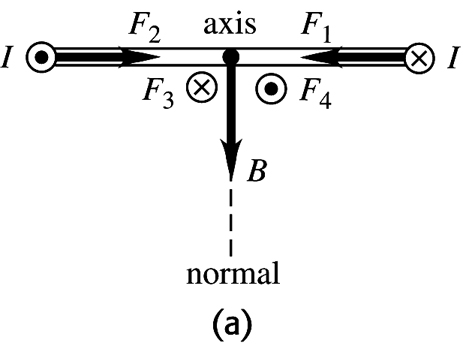 F₂ axis F₁
I I
F₃ F₄
B
normal
(a)